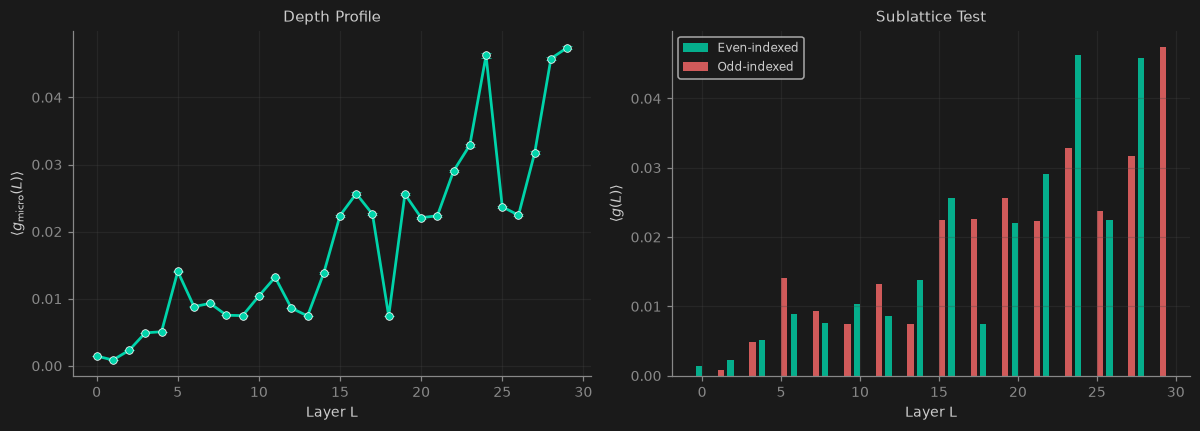 Depth Profile
⟨g_micro(L)⟩
0.04
0.03
0.02
0.01
0.00
0 5 10 15 20 25 30
Layer L
Sublattice Test
Even-indexed
Odd-indexed
⟨g(L)⟩
0.04
0.03
0.02
0.01
0.00
0 5 10 15 20 25 30
Layer L